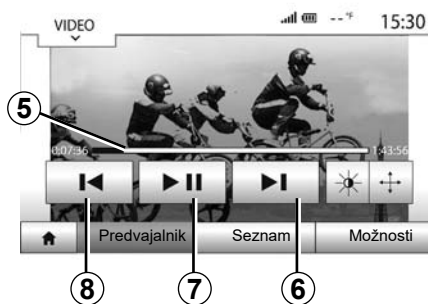 VIDEO
--°F 15:30
5
0:07:36 1:43:56
Predvajalnik Seznam Možnosti
8 7 6